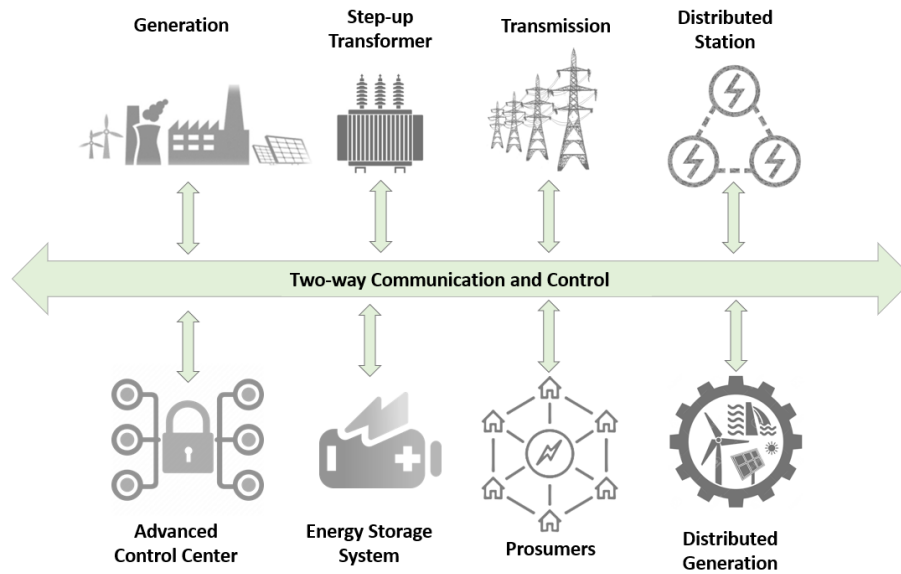 Generation
Step-up
Transformer
Transmission
Distributed
Station
Two-way Communication and Control
Advanced
Control Center
Energy Storage
System
Prosumers
Distributed
Generation